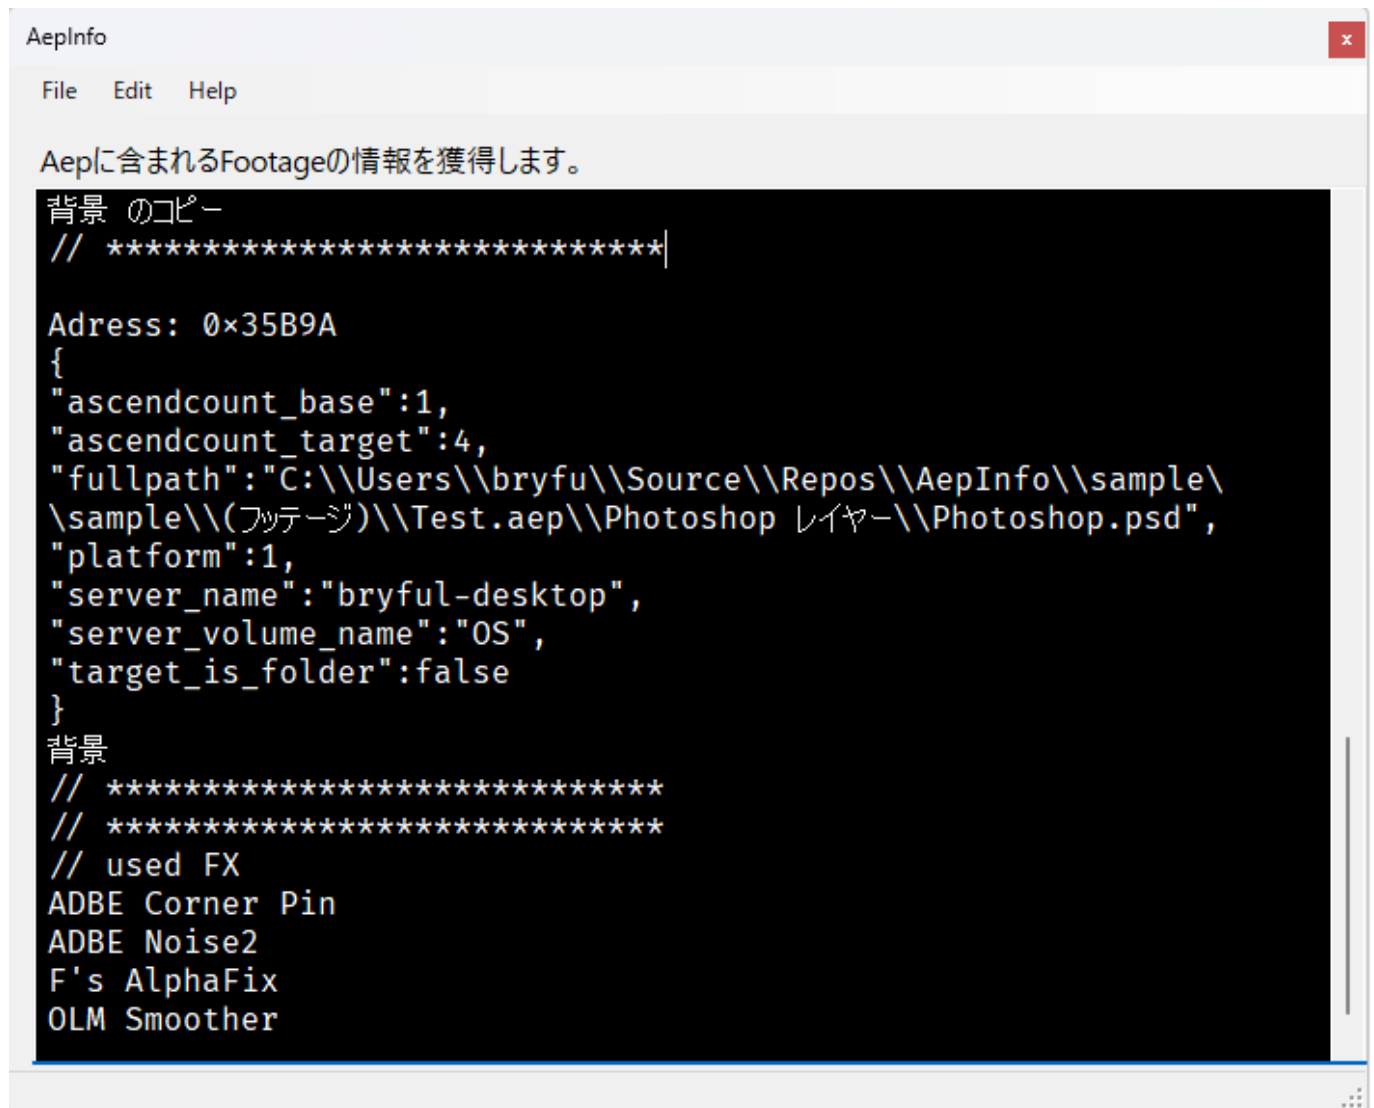 AepInfo
x
File Edit Help
Aepに含まれるFootageの情報を獲得します。
背景 のコピー
// *****************************
Adress: 0×35B9A
{
"ascendcount_base":1,
"ascendcount_target":4,
"fullpath":"C:\\Users\\bryfu\\Source\\Repos\\AepInfo\\sample\
\sample\\(フッテージ)\\Test.aep\\Photoshop レイヤー\\Photoshop.psd",
"platform":1,
"server_name":"bryful-desktop",
"server_volume_name":"OS",
"target_is_folder":false
}
背景
// *****************************
// *****************************
// used FX
ADBE Corner Pin
ADBE Noise2
F's AlphaFix
OLM Smoother